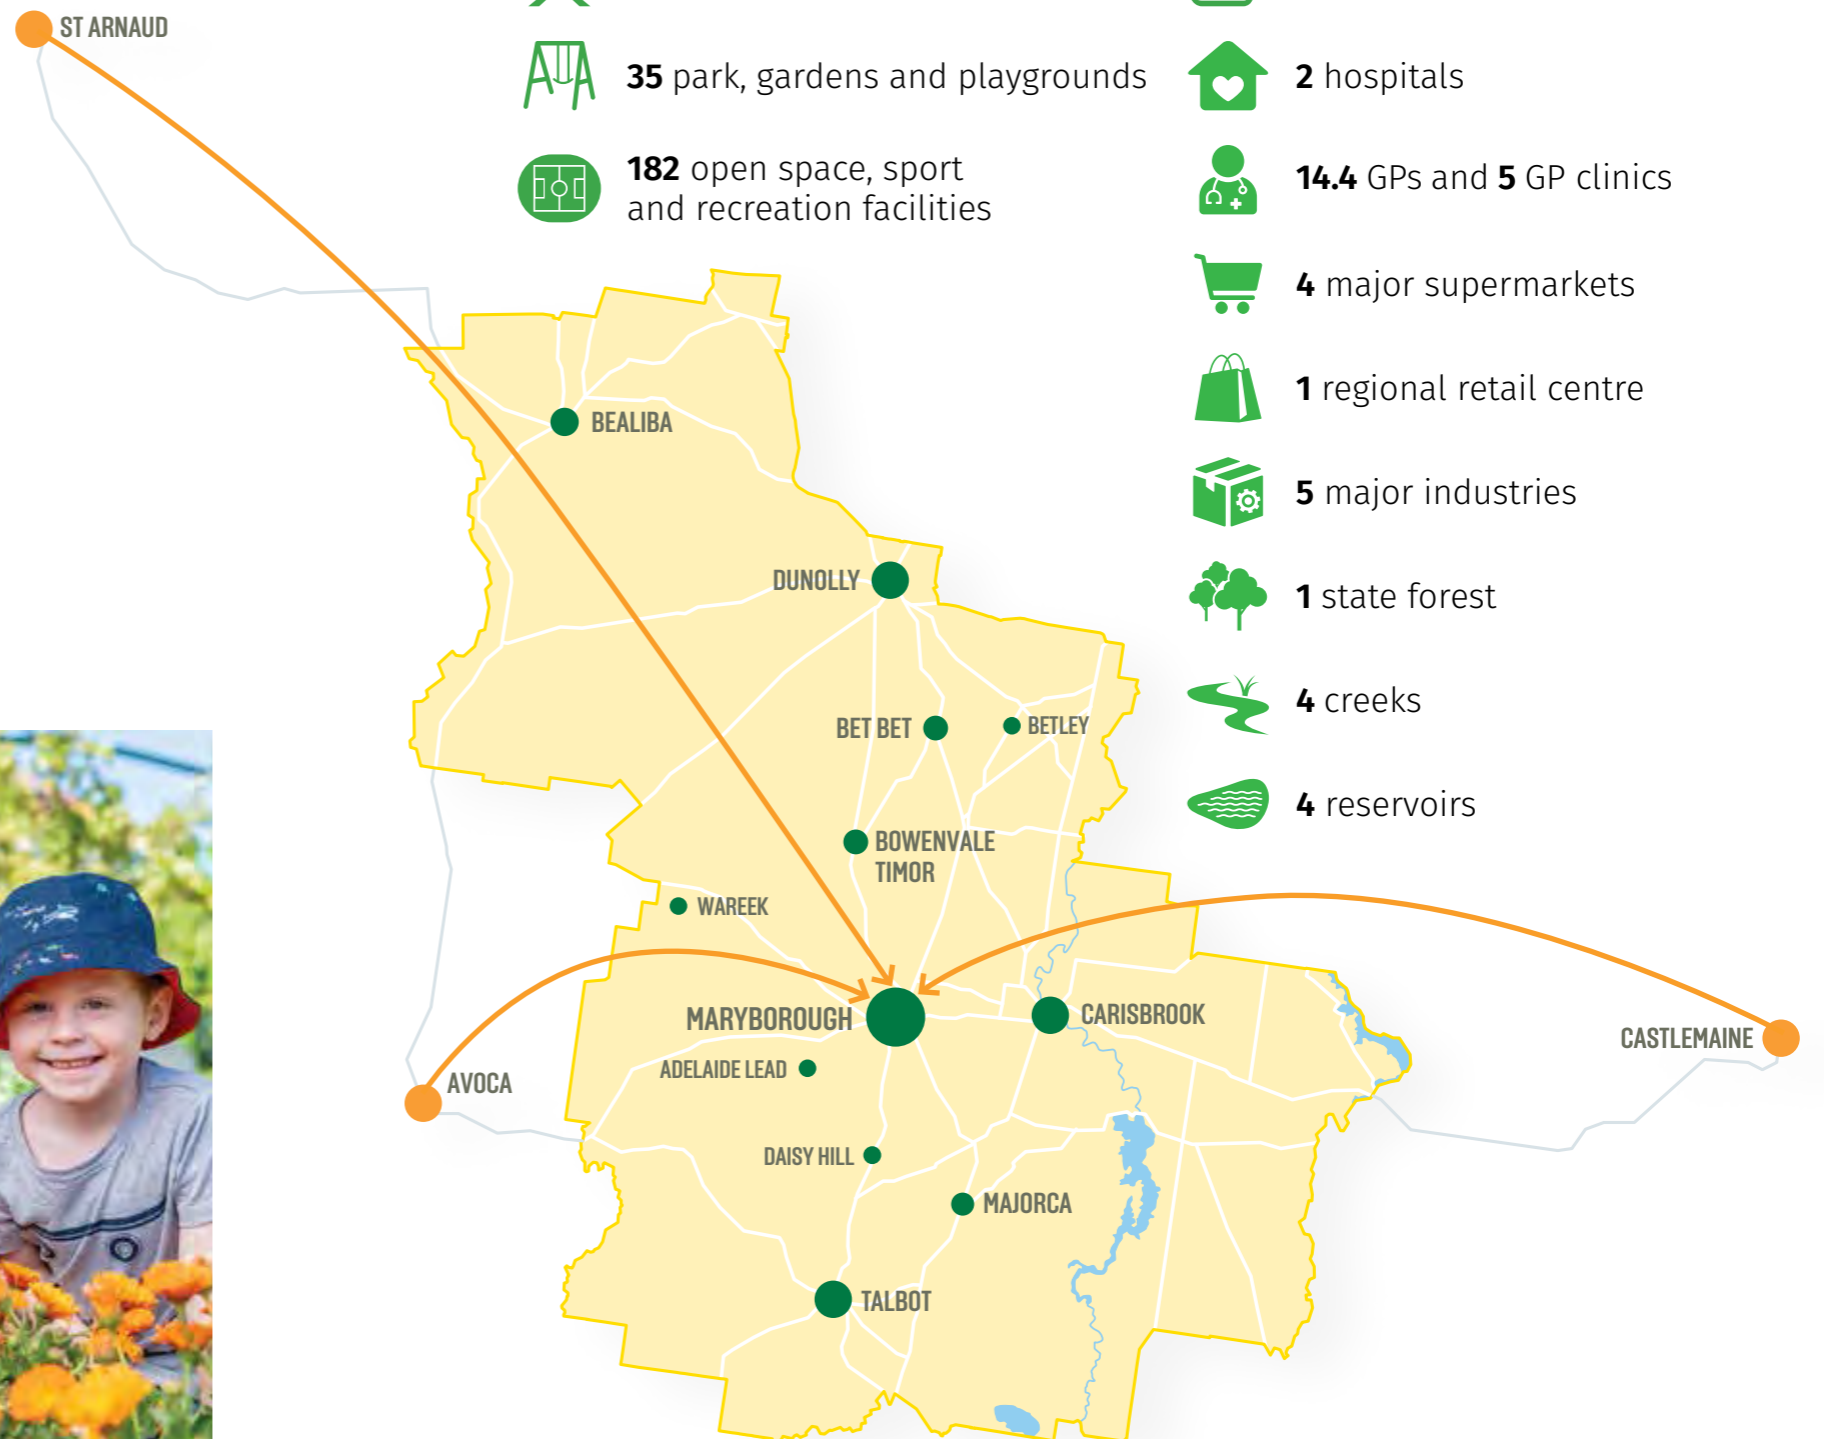 ST ARNAUD
35 park, gardens and playgrounds
182 open space, sport
and recreation facilities
2 hospitals
14.4 GPs and 5 GP clinics
4 major supermarkets
1 regional retail centre
5 major industries
1 state forest
4 creeks
4 reservoirs
BEALIBA
DUNOLLY
BET BET
BETLEY
BOWENVALE
TIMOR
WAREEK
MARYBOROUGH
CARISBROOK
CASTLEMAINE
ADELAIDE LEAD
AVOCA
DAISY HILL
MAJORCA
TALBOT